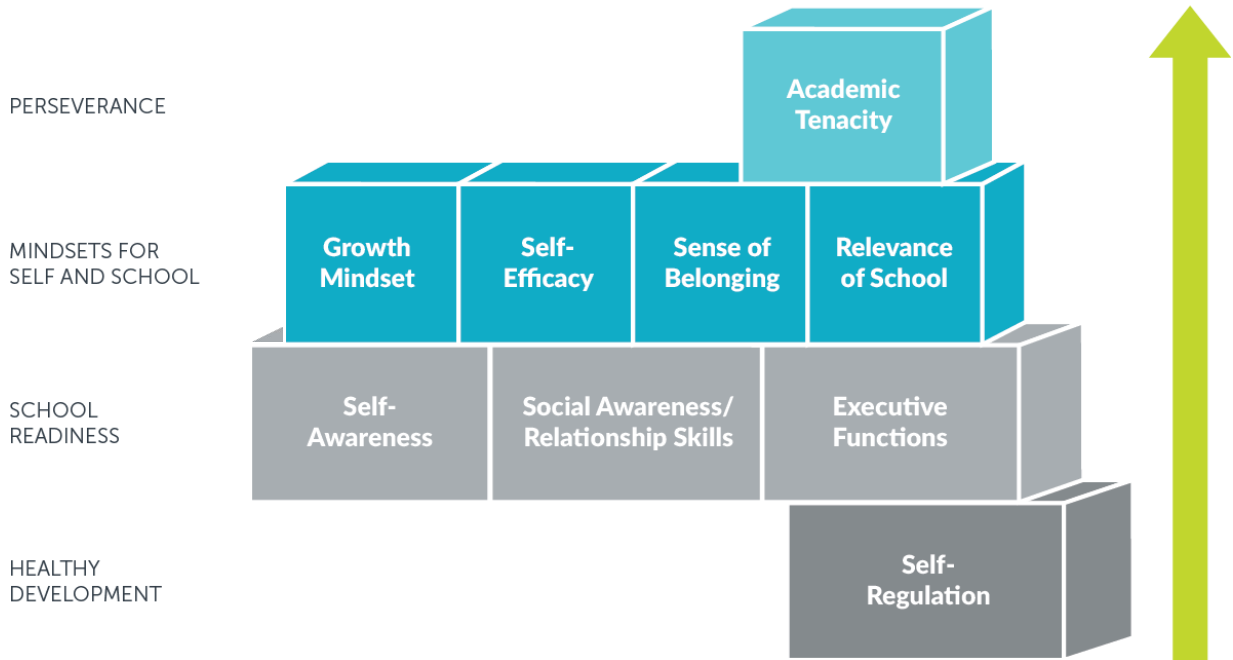 PERSEVERANCE
Academic
Tenacity
MINDSETS FOR
SELF AND SCHOOL
Growth
Mindset
Self-
Efficacy
Sense of
Belonging
Relevance
of School
SCHOOL
READINESS
Self-
Awareness
Social Awareness/
Relationship Skills
Executive
Functions
HEALTHY
DEVELOPMENT
Self-
Regulation